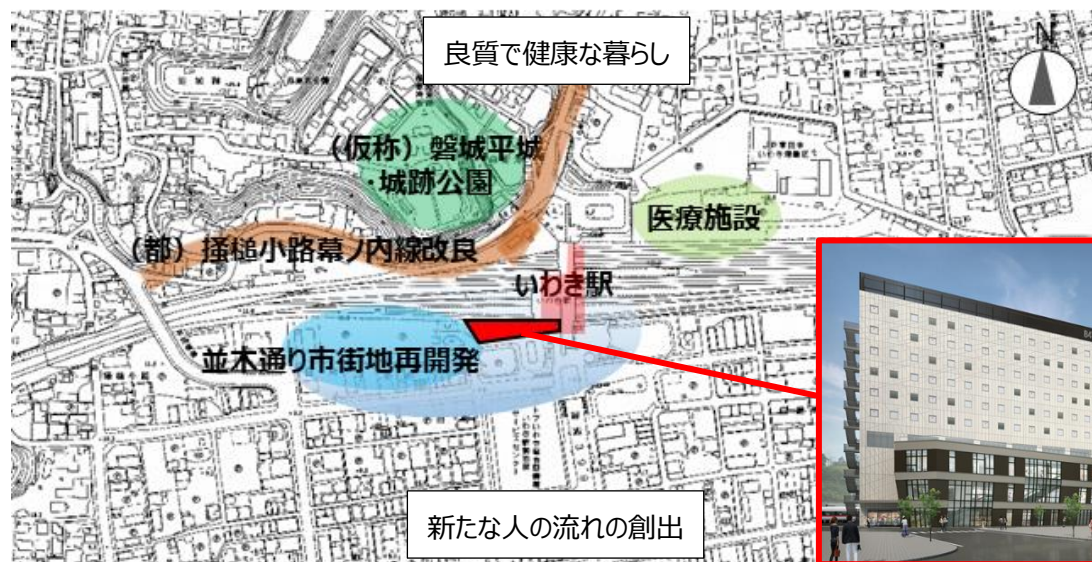 良質で健康な暮らし
N
（仮称）磐城平城
城跡公園
医療施設
（都）掻槌小路幕ノ内線改良
いわき駅
並木通り市街地再開発
新たな人の流れの創出